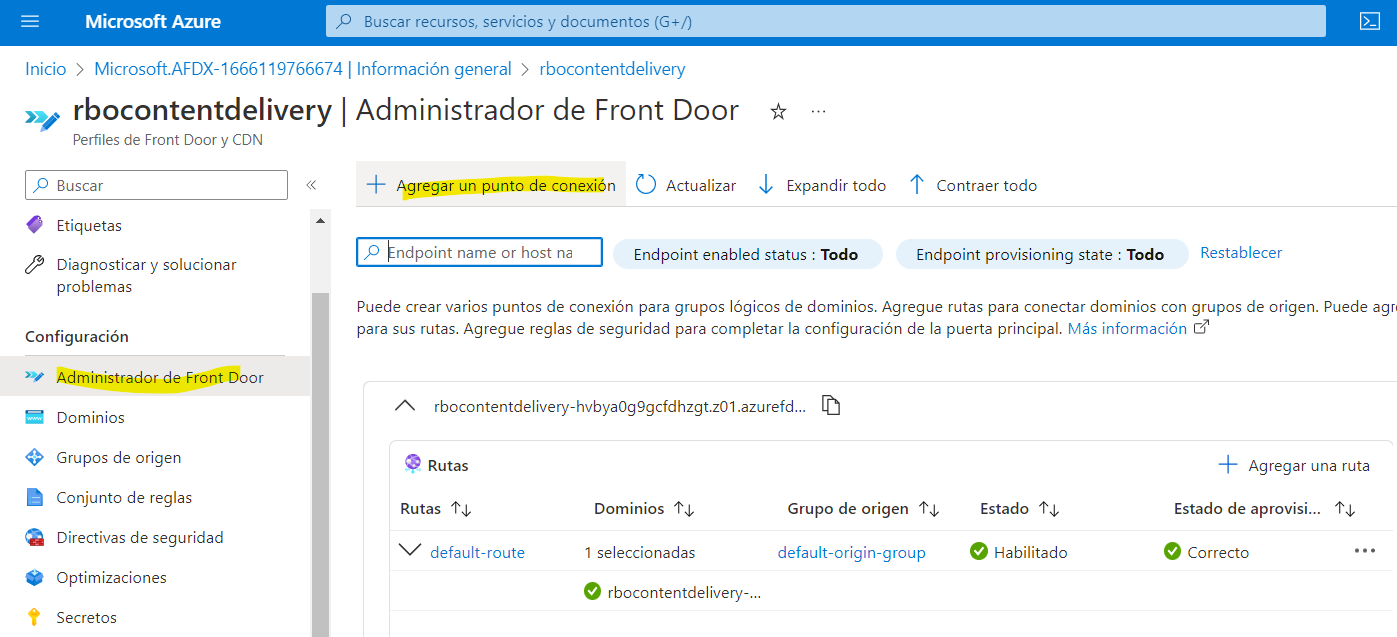 Microsoft Azure
Buscar recursos, servicios y documentos (G+/)
Inicio > Microsoft.AFDX-1666119766674 | Información general > rbocontentdelivery
rbocontentdelivery | Administrador de Front Door
Perfiles de Front Door y CDN
Buscar
Etiquetas
Diagnosticar y solucionar
problemas
Configuración
Administrador de Front Door
Dominios
Grupos de origen
Conjunto de reglas
Directivas de seguridad
Optimizaciones
Secretos
Agregar un punto de conexión
Actualizar
Expandir todo
Contraer todo
Endpoint name or host na
Endpoint enabled status : Todo
Endpoint provisioning state : Todo
Restablecer
Puede crear varios puntos de conexión para grupos lógicos de dominios. Agregue rutas para conectar dominios con grupos de origen. Puede agre
para sus rutas. Agregue reglas de seguridad para completar la configuración de la puerta principal. Más información
rbocontentdelivery-hvbya0g9gcfdhzgt.z01.azurefd...
Rutas
Agregar una ruta
Rutas Dominios Grupo de origen Estado Estado de aprovisi...
default-route 1 seleccionadas default-origin-group Habilitado Correcto
rbocontentdelivery-...